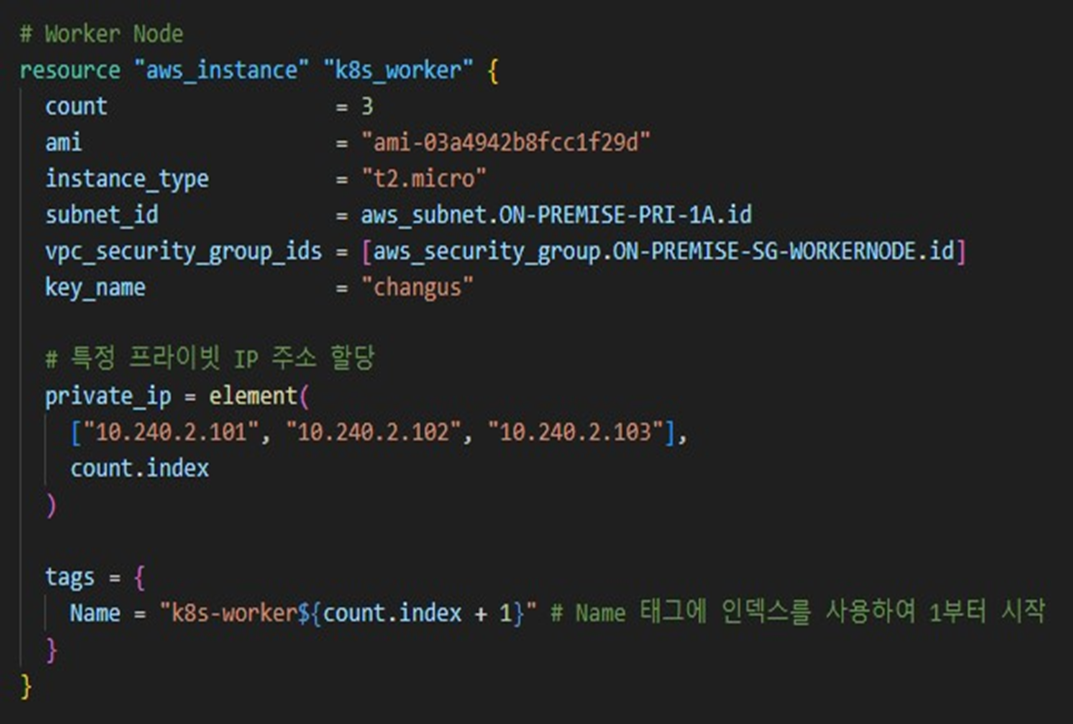 # Worker Node
resource "aws_instance" "k8s_worker" {
  count                  = 3
  ami                    = "ami-03a4942b8fcc1f29d"
  instance_type          = "t2.micro"
  subnet_id              = aws_subnet.ON-PREMISE-PRI-1A.id
  vpc_security_group_ids = [aws_security_group.ON-PREMISE-SG-WORKERNODE.id]
  key_name               = "changus"

  # 특정 프라이빗 IP 주소 할당
  private_ip = element(
    ["10.240.2.101", "10.240.2.102", "10.240.2.103"],
    count.index
  )

  tags = {
    Name = "k8s-worker${count.index + 1}" # Name 태그에 인덱스를 사용하여 1부터 시작
  }
}